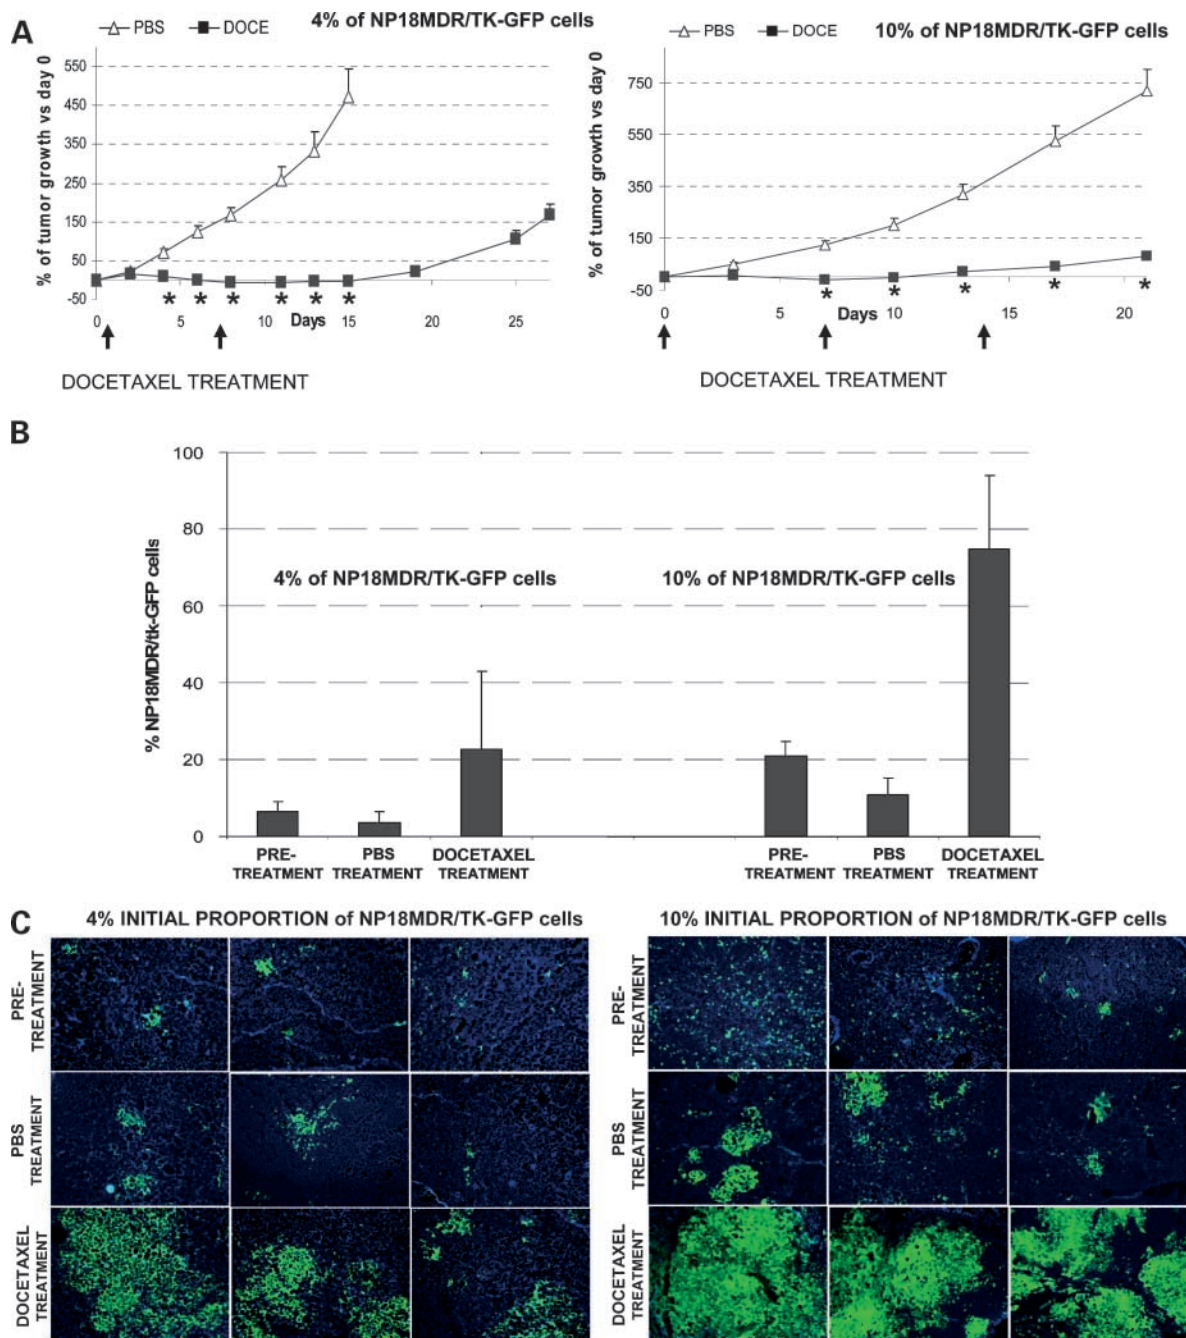 A
PBS DOCE 4% of NP18MDR/TK-GFP cells
% of tumor growth vs day 0
550
450
350
250
150
50
-50
* * * * * *
0 5 10 Days 15 20 25
DOCETAXEL TREATMENT
PBS DOCE 10% of NP18MDR/TK-GFP cells
% of tumor growth vs day 0
750
550
350
150
-50
* * * * *
0 5 Days 10 15 20
DOCETAXEL TREATMENT
B
% NP18MDR/tk-GFP cells
100
80
60
40
20
0
4% of NP18MDR/TK-GFP cells
10% of NP18MDR/TK-GFP cells
PRE-
TREATMENT
PBS
TREATMENT
DOCETAXEL
TREATMENT
PRE-
TREATMENT
PBS
TREATMENT
DOCETAXEL
TREATMENT
C
4% INITIAL PROPORTION of NP18MDR/TK-GFP cells
PRE-
TREATMENT
PBS
TREATMENT
DOCETAXEL
TREATMENT
10% INITIAL PROPORTION of NP18MDR/TK-GFP cells
PRE-
TREATMENT
PBS
TREATMENT
DOCETAXEL
TREATMENT